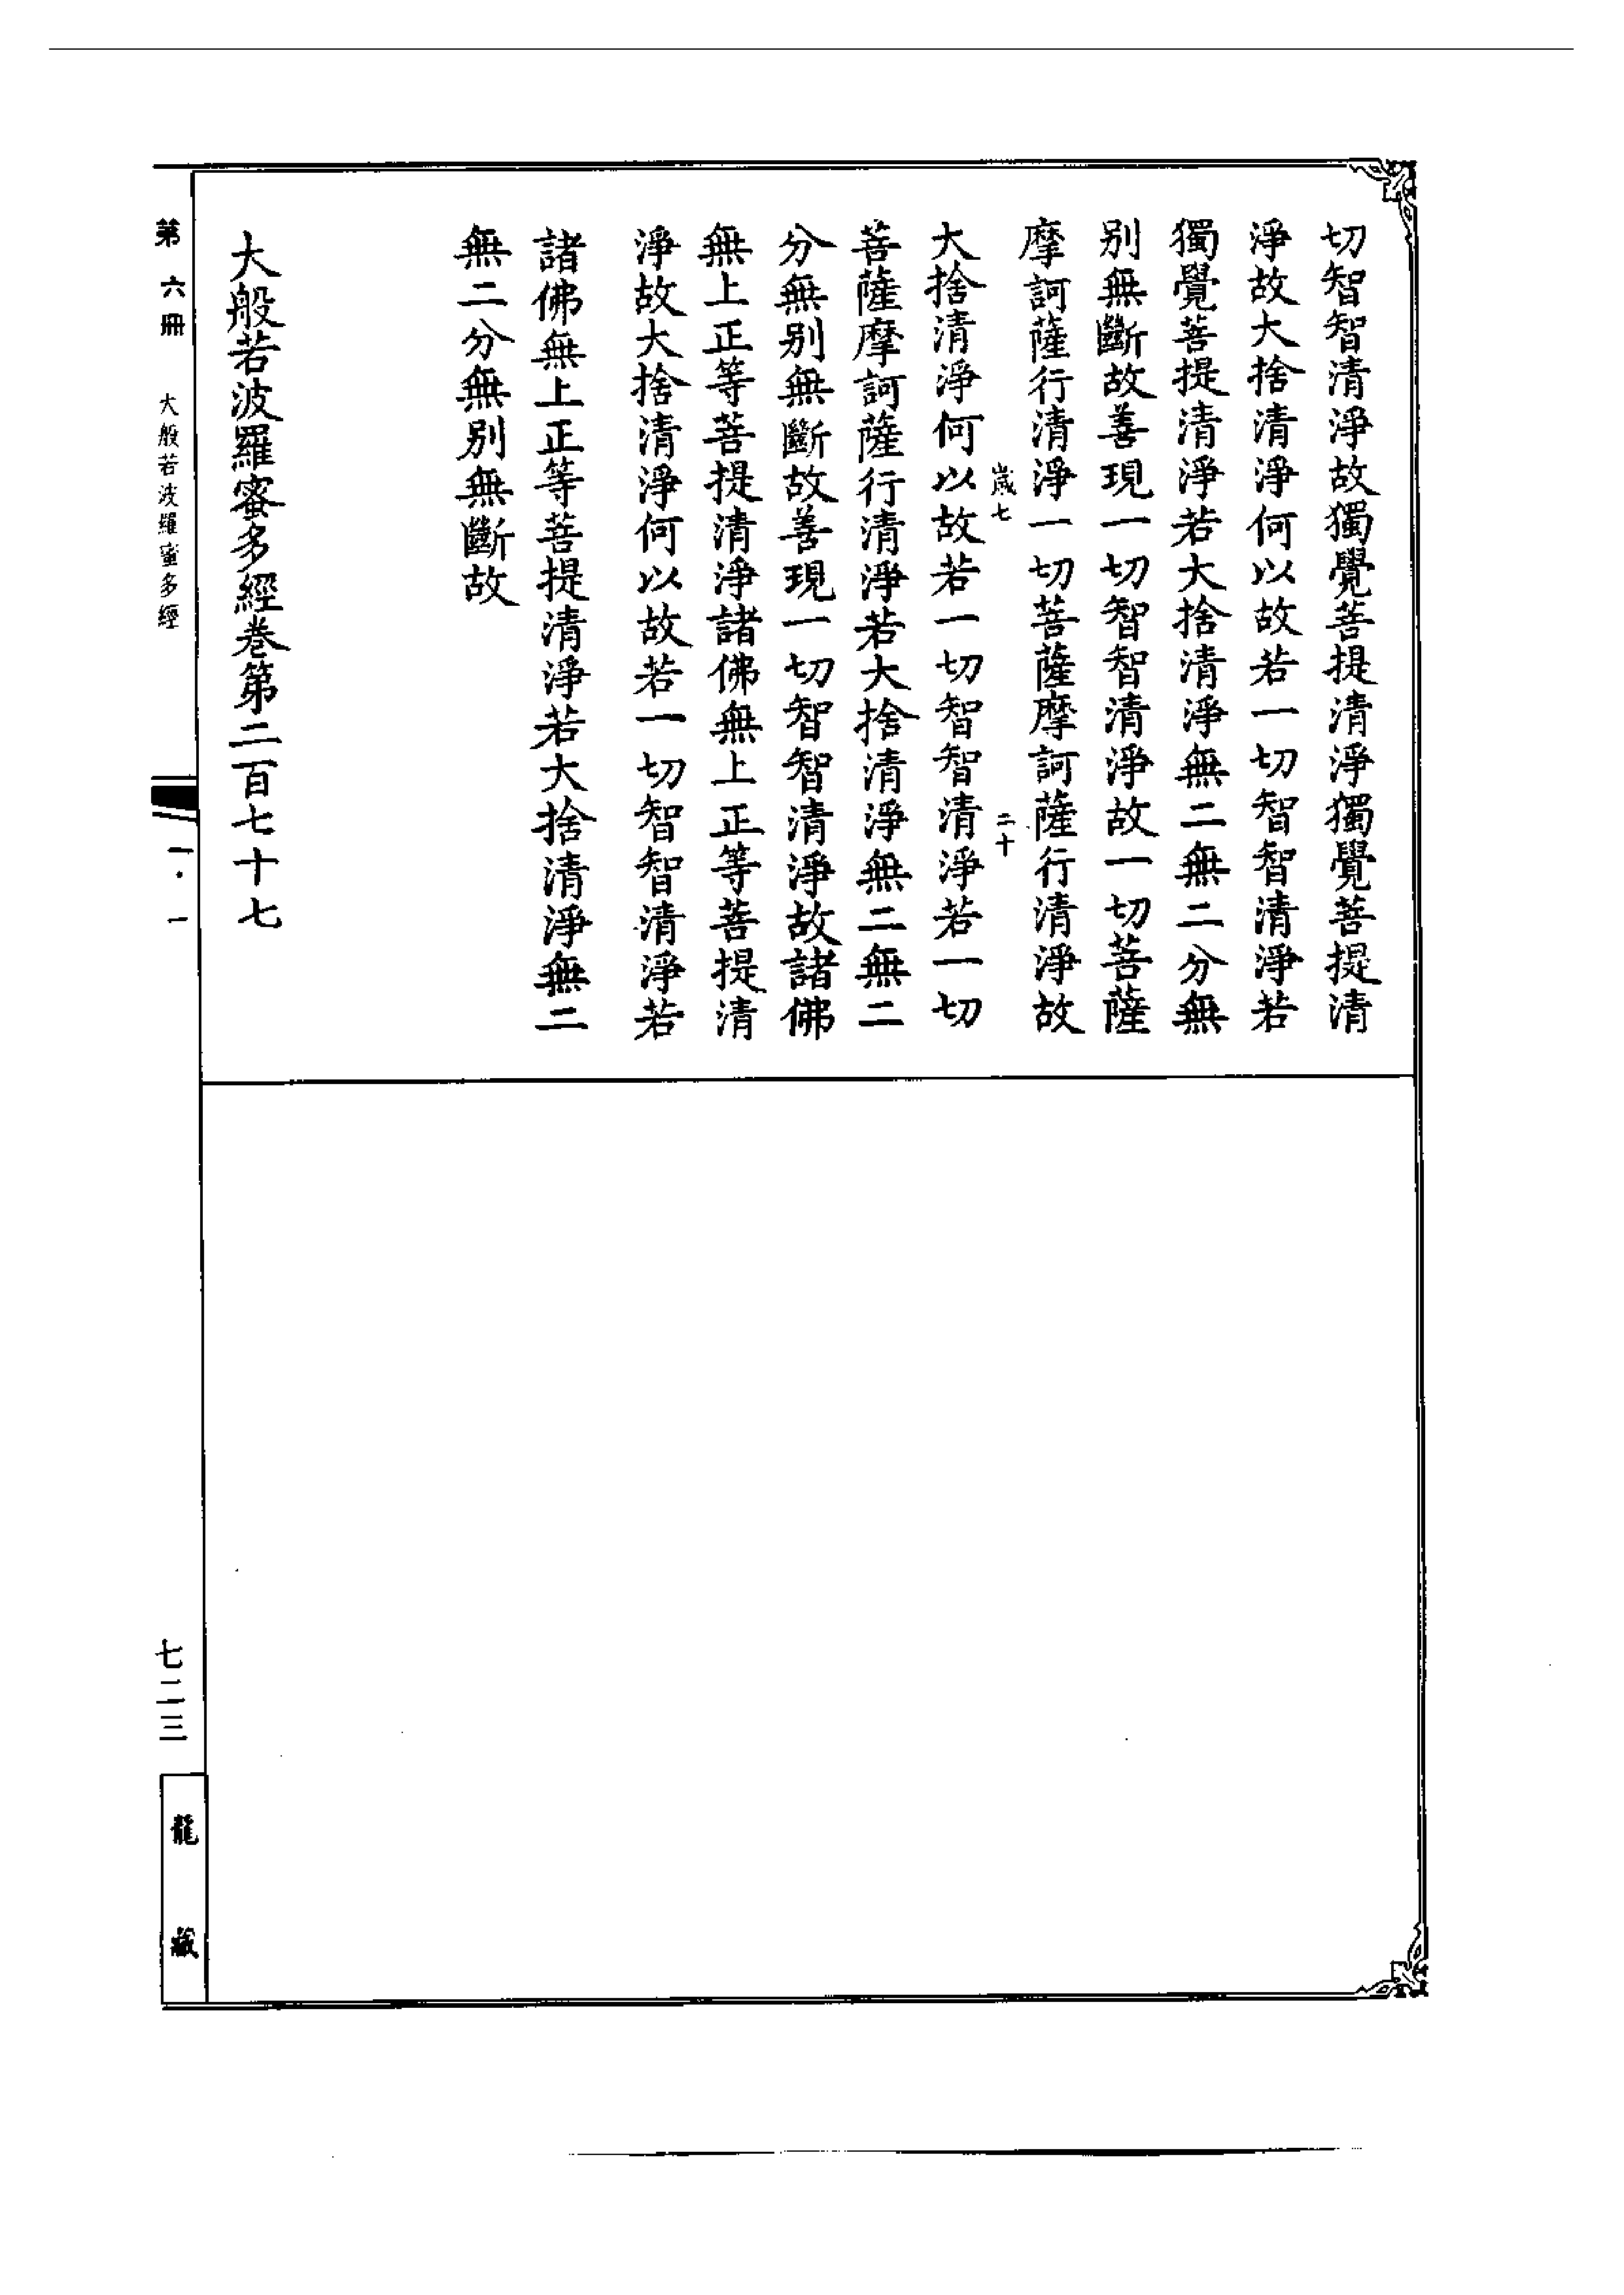 切智智清淨故獨覺菩提清淨獨覺菩提清
淨故大捨清淨何以故若一切智智清淨若
獨覺菩提清淨若大捨清淨無二無二分無
別無斷故善現一切智智清淨故一切菩薩
摩訶薩行清淨一切菩薩摩訶薩行清淨故
歲七 二十
大捨清淨何以故若一切智智清淨若一切
菩薩摩訶薩行清淨若大捨清淨無二無二
分無別無斷故善現一切智智清淨故諸佛
無上正等菩提清淨諸佛無上正等菩提清
淨故大捨清淨何以故若一切智智清淨若
諸佛無上正等菩提清淨若大捨清淨無二
無二分無別無斷故
大般若波羅蜜多經卷第二百七十七
第六冊 大般若波羅蜜多經 一·一 七二三
龍藏